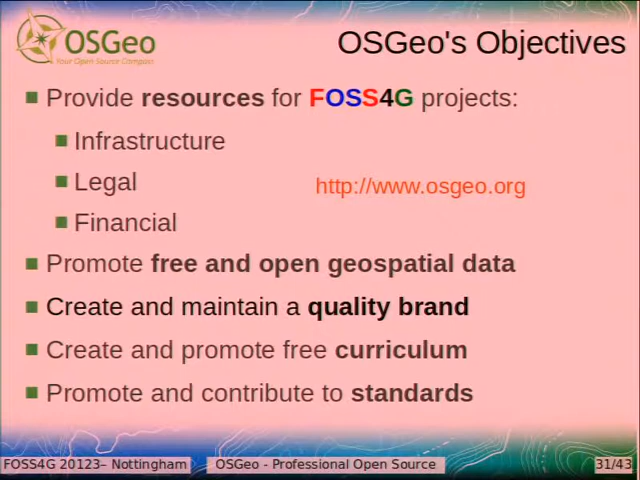 OSGeo
Your Open Source Compass
OSGeo's Objectives
Provide resources for FOSS4G projects:
Infrastructure
Legal
http://www.osgeo.org
Financial
Promote free and open geospatial data
Create and maintain a quality brand
Create and promote free curriculum
Promote and contribute to standards
FOSS4G 20123– Nottingham
OSGeo - Professional Open Source
31/43